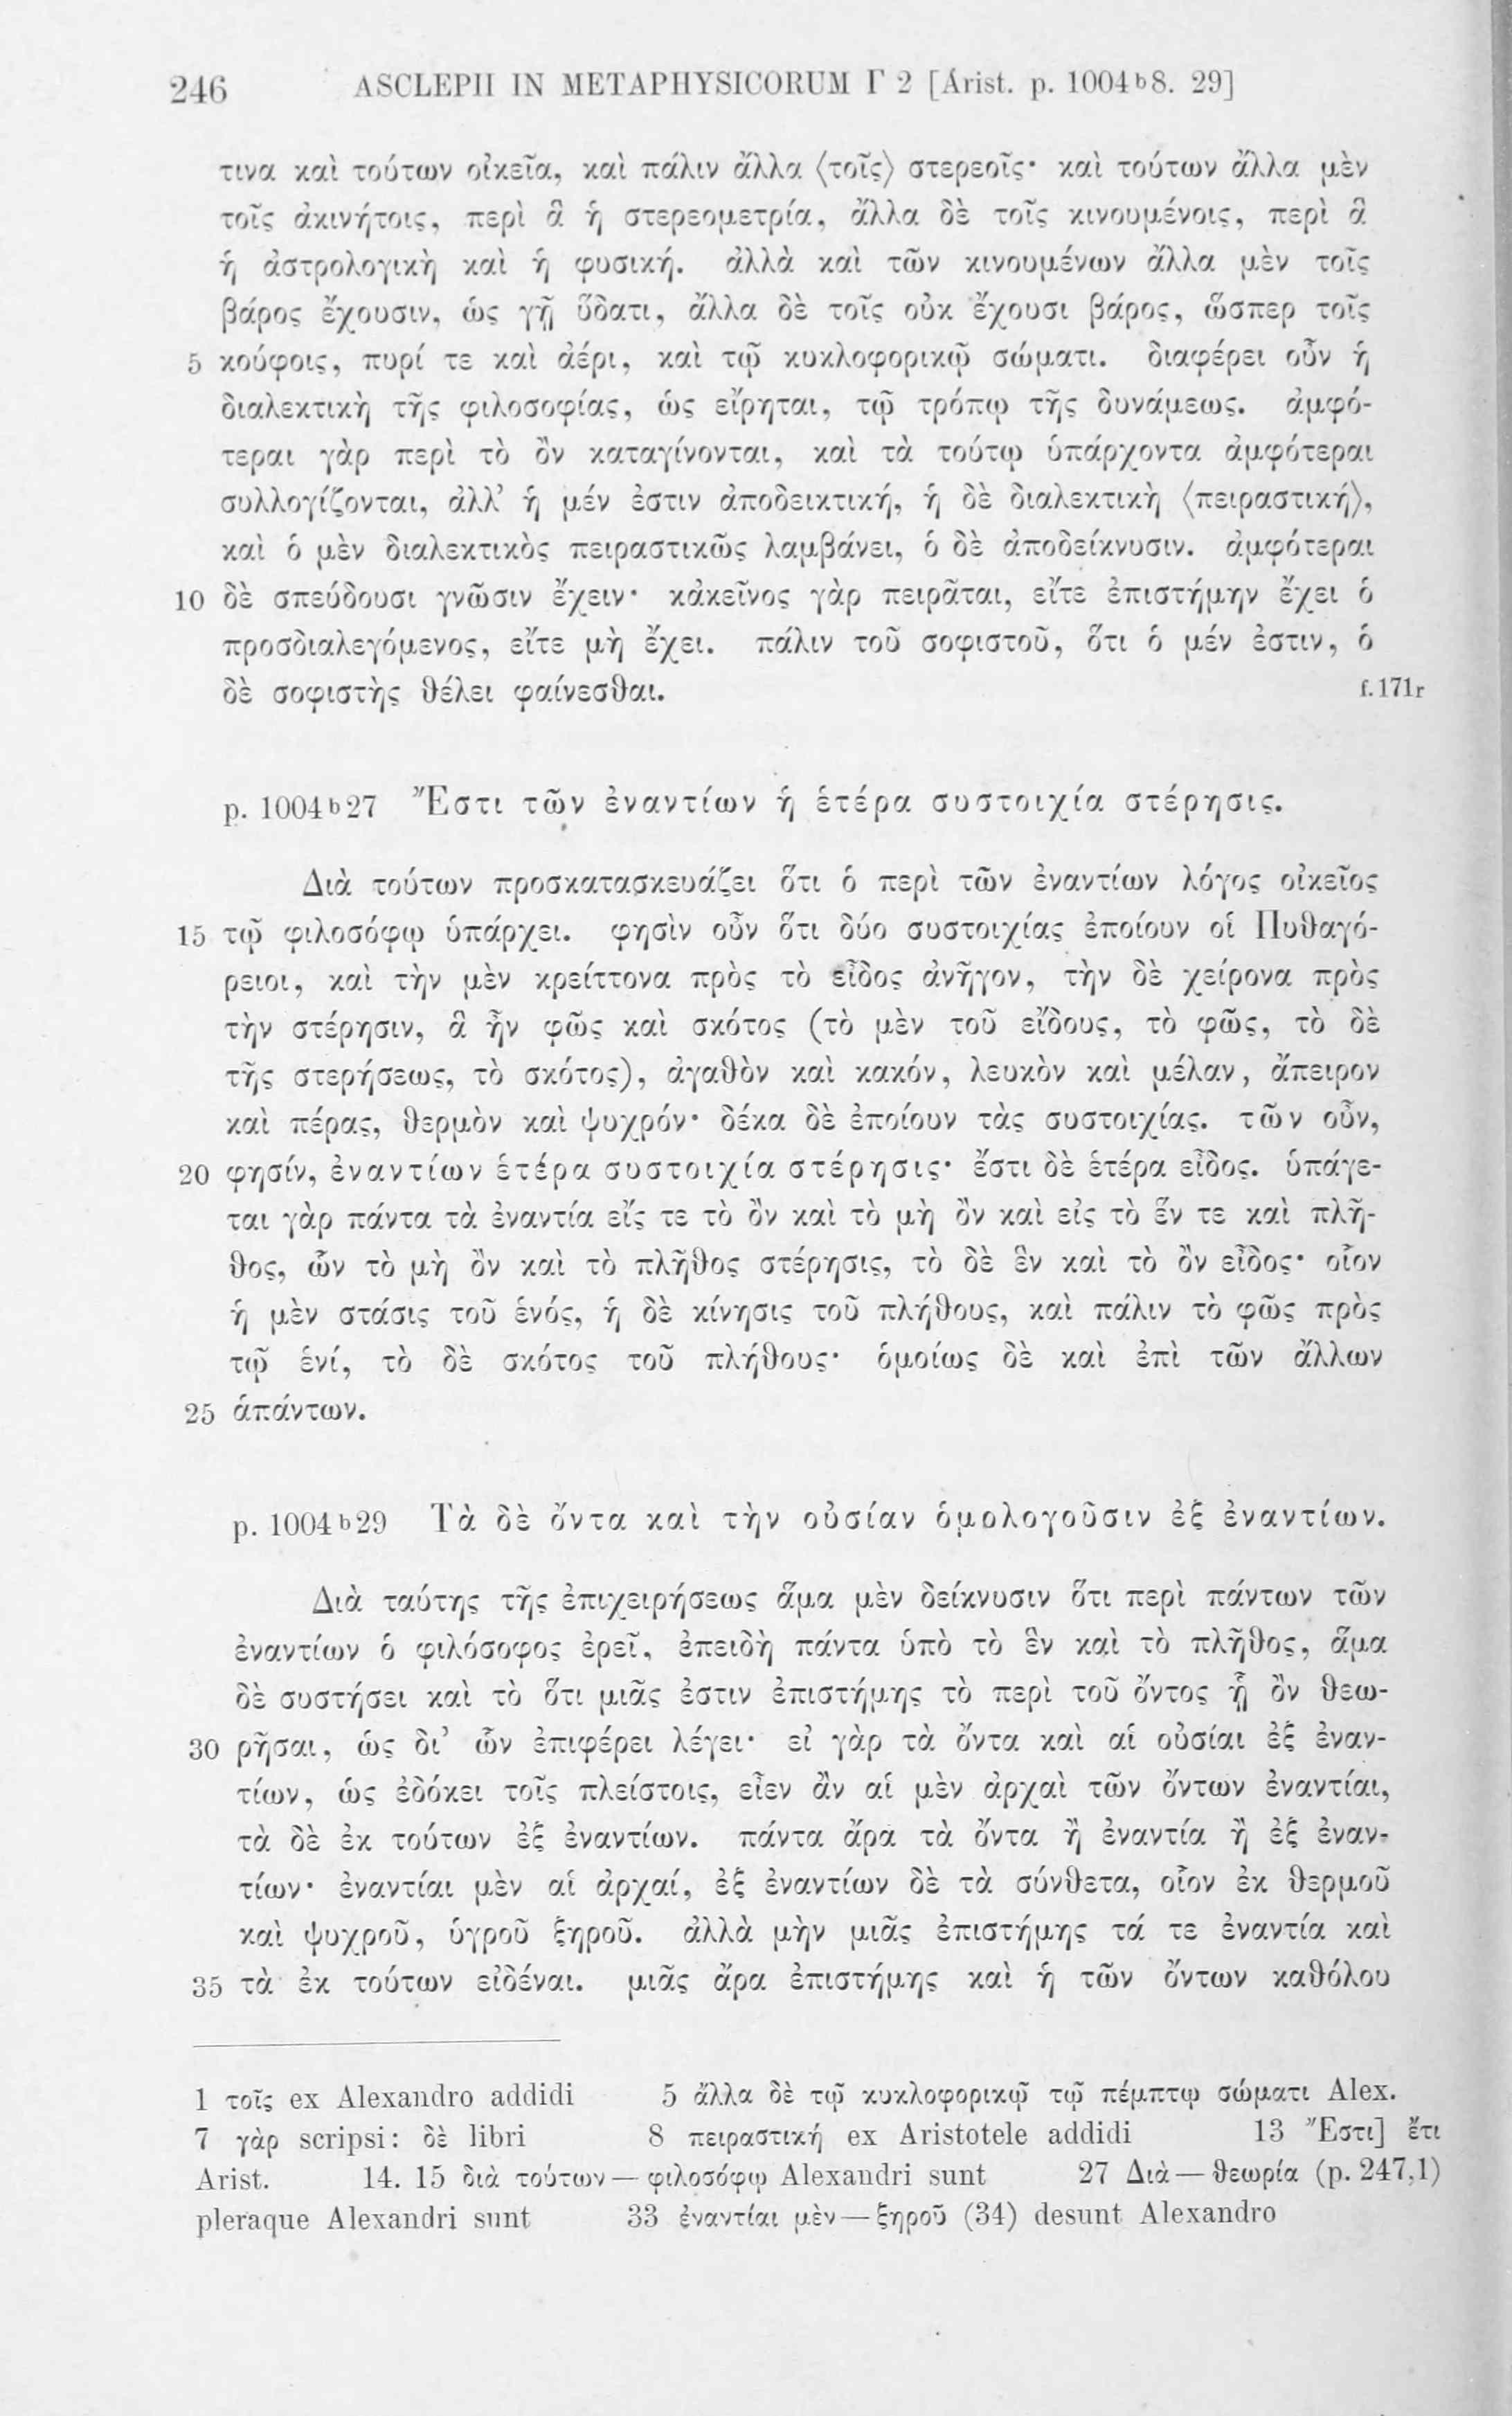 246 ASCLEPII IN METAPHYSICORUM Γ 2 [Arist. p. 1004ᵇ8. 29]
τινα καὶ τούτων οἰκεῖα, καὶ πάλιν ἄλλα ⟨τοῖς⟩ στερεοῖς· καὶ τούτων ἄλλα μὲν
τοῖς ἀκινήτοις, περὶ ἃ ἡ στερεομετρία, ἄλλα δὲ τοῖς κινουμένοις, περὶ ἃ
ἡ ἀστρολογικὴ καὶ ἡ φυσική. ἀλλὰ καὶ τῶν κινουμένων ἄλλα μὲν τοῖς
βάρος ἔχουσιν, ὡς γῇ ὕδατι, ἄλλα δὲ τοῖς οὐκ ἔχουσι βάρος, ὥσπερ τοῖς
5 κούφοις, πυρί τε καὶ ἀέρι, καὶ τῷ κυκλοφορικῷ σώματι. διαφέρει οὖν ἡ
διαλεκτικὴ τῆς φιλοσοφίας, ὡς εἴρηται, τῷ τρόπῳ τῆς δυνάμεως. ἀμφό-
τεραι γὰρ περὶ τὸ ὂν καταγίνονται, καὶ τὰ τούτῳ ὑπάρχοντα ἀμφότεραι
συλλογίζονται, ἀλλ’ ἡ μέν ἐστιν ἀποδεικτική, ἡ δὲ διαλεκτικὴ ⟨πειραστική⟩,
καὶ ὁ μὲν διαλεκτικὸς πειραστικῶς λαμβάνει, ὁ δὲ ἀποδείκνυσιν. ἀμφότεραι
10 δὲ σπεύδουσι γνῶσιν ἔχειν· κἀκεῖνος γὰρ πειρᾶται, εἴτε ἐπιστήμην ἔχει ὁ
προσδιαλεγόμενος, εἴτε μὴ ἔχει. πάλιν τοῦ σοφιστοῦ, ὅτι ὁ μέν ἐστιν, ὁ
δὲ σοφιστὴς θέλει φαίνεσθαι. f. 171r
p. 1004ᵇ27 Ἔστι τῶν ἐναντίων ἡ ἑτέρα συστοιχία στέρησις.
Διὰ τούτων προσκατασκευάζει ὅτι ὁ περὶ τῶν ἐναντίων λόγος οἰκεῖος
15 τῷ φιλοσόφῳ ὑπάρχει. φησὶν οὖν ὅτι δύο συστοιχίας ἐποίουν οἱ Πυθαγό-
ρειοι, καὶ τὴν μὲν κρείττονα πρὸς τὸ εἶδος ἀνῆγον, τὴν δὲ χείρονα πρὸς
τὴν στέρησιν, ἃ ἦν φῶς καὶ σκότος (τὸ μὲν τοῦ εἴδους, τὸ φῶς, τὸ δὲ
τῆς στερήσεως, τὸ σκότος), ἀγαθὸν καὶ κακόν, λευκὸν καὶ μέλαν, ἄπειρον
καὶ πέρας, θερμὸν καὶ ψυχρόν· δέκα δὲ ἐποίουν τὰς συστοιχίας. τῶν οὖν,
20 φησίν, ἐναντίων ἑτέρα συστοιχία στέρησις· ἔστι δὲ ἑτέρα εἶδος. ὑπάγε-
ται γὰρ πάντα τὰ ἐναντία εἴς τε τὸ ὂν καὶ τὸ μὴ ὂν καὶ εἰς τὸ ἕν τε καὶ πλῆ-
θος, ὧν τὸ μὴ ὂν καὶ τὸ πλῆθος στέρησις, τὸ δὲ ἓν καὶ τὸ ὂν εἶδος· οἷον
ἡ μὲν στάσις τοῦ ἑνός, ἡ δὲ κίνησις τοῦ πλήθους, καὶ πάλιν τὸ φῶς πρὸς
τῷ ἑνί, τὸ δὲ σκότος τοῦ πλήθους· ὁμοίως δὲ καὶ ἐπὶ τῶν ἄλλων
25 ἁπάντων.
p. 1004ᵇ29 Τὰ δὲ ὄντα καὶ τὴν οὐσίαν ὁμολογοῦσιν ἐξ ἐναντίων.
Διὰ ταύτης τῆς ἐπιχειρήσεως ἅμα μὲν δείκνυσιν ὅτι περὶ πάντων τῶν
ἐναντίων ὁ φιλόσοφος ἐρεῖ, ἐπειδὴ πάντα ὑπὸ τὸ ἓν καὶ τὸ πλῆθος, ἅμα
δὲ συστήσει καὶ τὸ ὅτι μιᾶς ἐστιν ἐπιστήμης τὸ περὶ τοῦ ὄντος ᾗ ὂν θεω-
30 ρῆσαι, ὡς δι’ ὧν ἐπιφέρει λέγει· εἰ γὰρ τὰ ὄντα καὶ αἱ οὐσίαι ἐξ ἐναν-
τίων, ὡς ἐδόκει τοῖς πλείστοις, εἶεν ἂν αἱ μὲν ἀρχαὶ τῶν ὄντων ἐναντίαι,
τὰ δὲ ἐκ τούτων ἐξ ἐναντίων. πάντα ἄρα τὰ ὄντα ἢ ἐναντία ἢ ἐξ ἐναν-
τίων· ἐναντίαι μὲν αἱ ἀρχαί, ἐξ ἐναντίων δὲ τὰ σύνθετα, οἷον ἐκ θερμοῦ
καὶ ψυχροῦ, ὑγροῦ ξηροῦ. ἀλλὰ μὴν μιᾶς ἐπιστήμης τά τε ἐναντία καὶ
35 τὰ ἐκ τούτων εἰδέναι. μιᾶς ἄρα ἐπιστήμης καὶ ἡ τῶν ὄντων καθόλου
1 τοῖς ex Alexandro addidi 5 ἄλλα δὲ τῷ κυκλοφορικῷ τῷ πέμπτῳ σώματι Alex.
7 γὰρ scripsi: δὲ libri 8 πειραστική ex Aristotele addidi 13 Ἔστι] ἔτι
Arist. 14. 15 διὰ τούτων — φιλοσόφῳ Alexandri sunt 27 Διὰ — θεωρία (p. 247,1)
pleraque Alexandri sunt 33 ἐναντίαι μὲν — ξηροῦ (34) desunt Alexandro